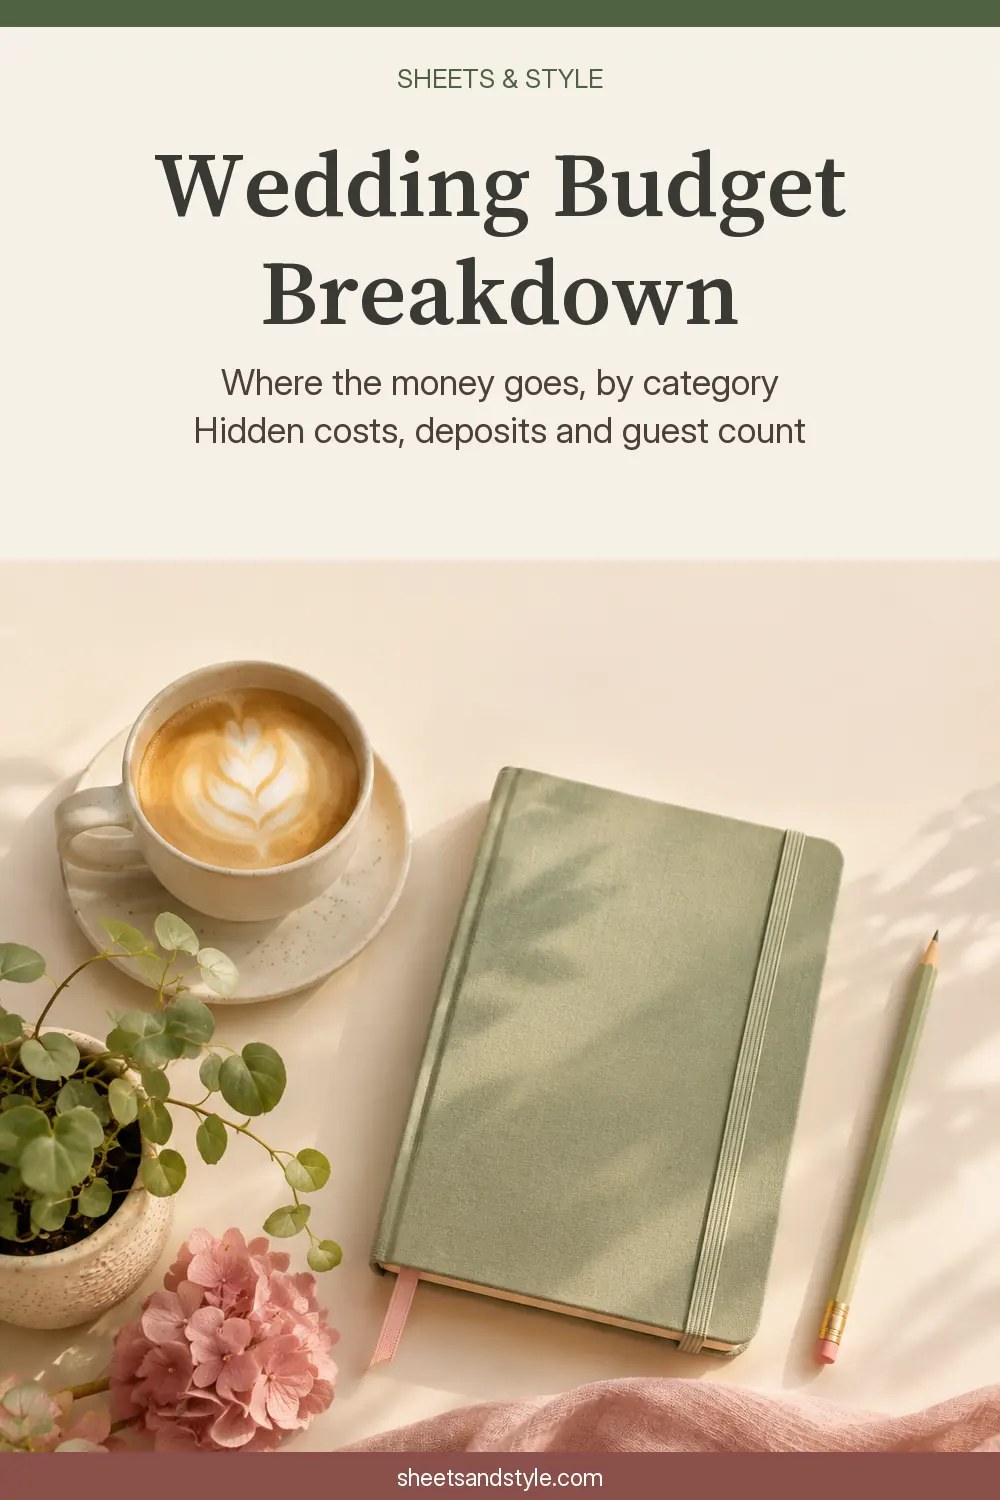 SHEETS & STYLE
Wedding Budget
Breakdown
Where the money goes, by category
Hidden costs, deposits and guest count
sheetsandstyle.com